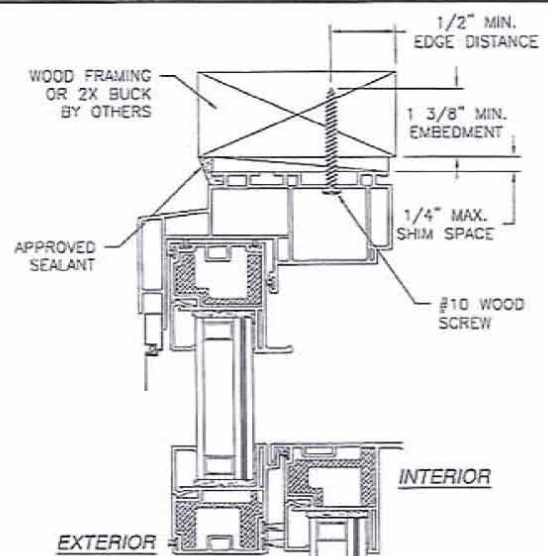 1/2" MIN.
EDGE DISTANCE
WOOD FRAMING
OR 2X BUCK
BY OTHERS
1 3/8" MIN.
EMBEDMENT
1/4" MAX.
SHIM SPACE
APPROVED
SEALANT
#10 WOOD
SCREW
INTERIOR
EXTERIOR